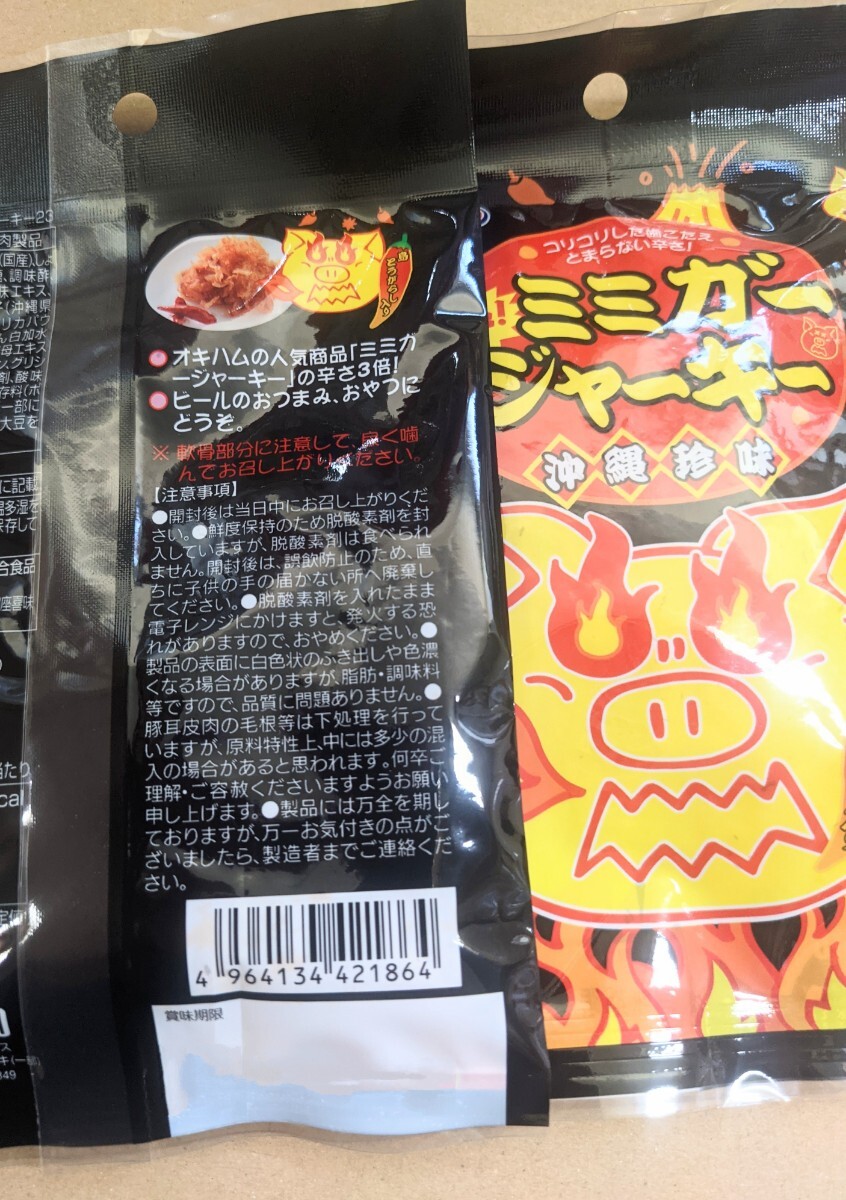 ーキー23
肉製品
島
とうがらし
入り
オキハムの人気商品「ミミガ
ージャーキー」の辛さ3倍!
ビールのおつまみ、おやつに
どうぞ。
※ 軟骨部分に注意して、良く噛
んでお召し上がりください。
【注意事項】
●開封後は当日中にお召し上がりくだ
さい。●鮮度保持のため脱酸素剤を封
入していますが、脱酸素剤は食べられ
ません。開封後は、誤飲防止のため、直
ちに子供の手の届かない所へ廃棄し
てください。●脱酸素剤を入れたまま
電子レンジにかけますと、発火する恐
れがありますので、おやめください。●
製品の表面に白色状のふき出しや色濃
くなる場合がありますが、脂肪・調味料
等ですので、品質に問題ありません。●
豚耳皮肉の毛根等は下処理を行って
いますが、原料特性上、中には多少の混
入の場合があると思われます。何卒ご
理解・ご容赦くださいますようお願い
申し上げます。●製品には万全を期し
ておりますが、万一お気付きの点がご
ざいましたら、製造者までご連絡くだ
さい。
4 964134 421864
賞味期限
コリコリした歯ごたえ
とまらない辛さ!
ミミガー
ジャーキー
沖縄珍味